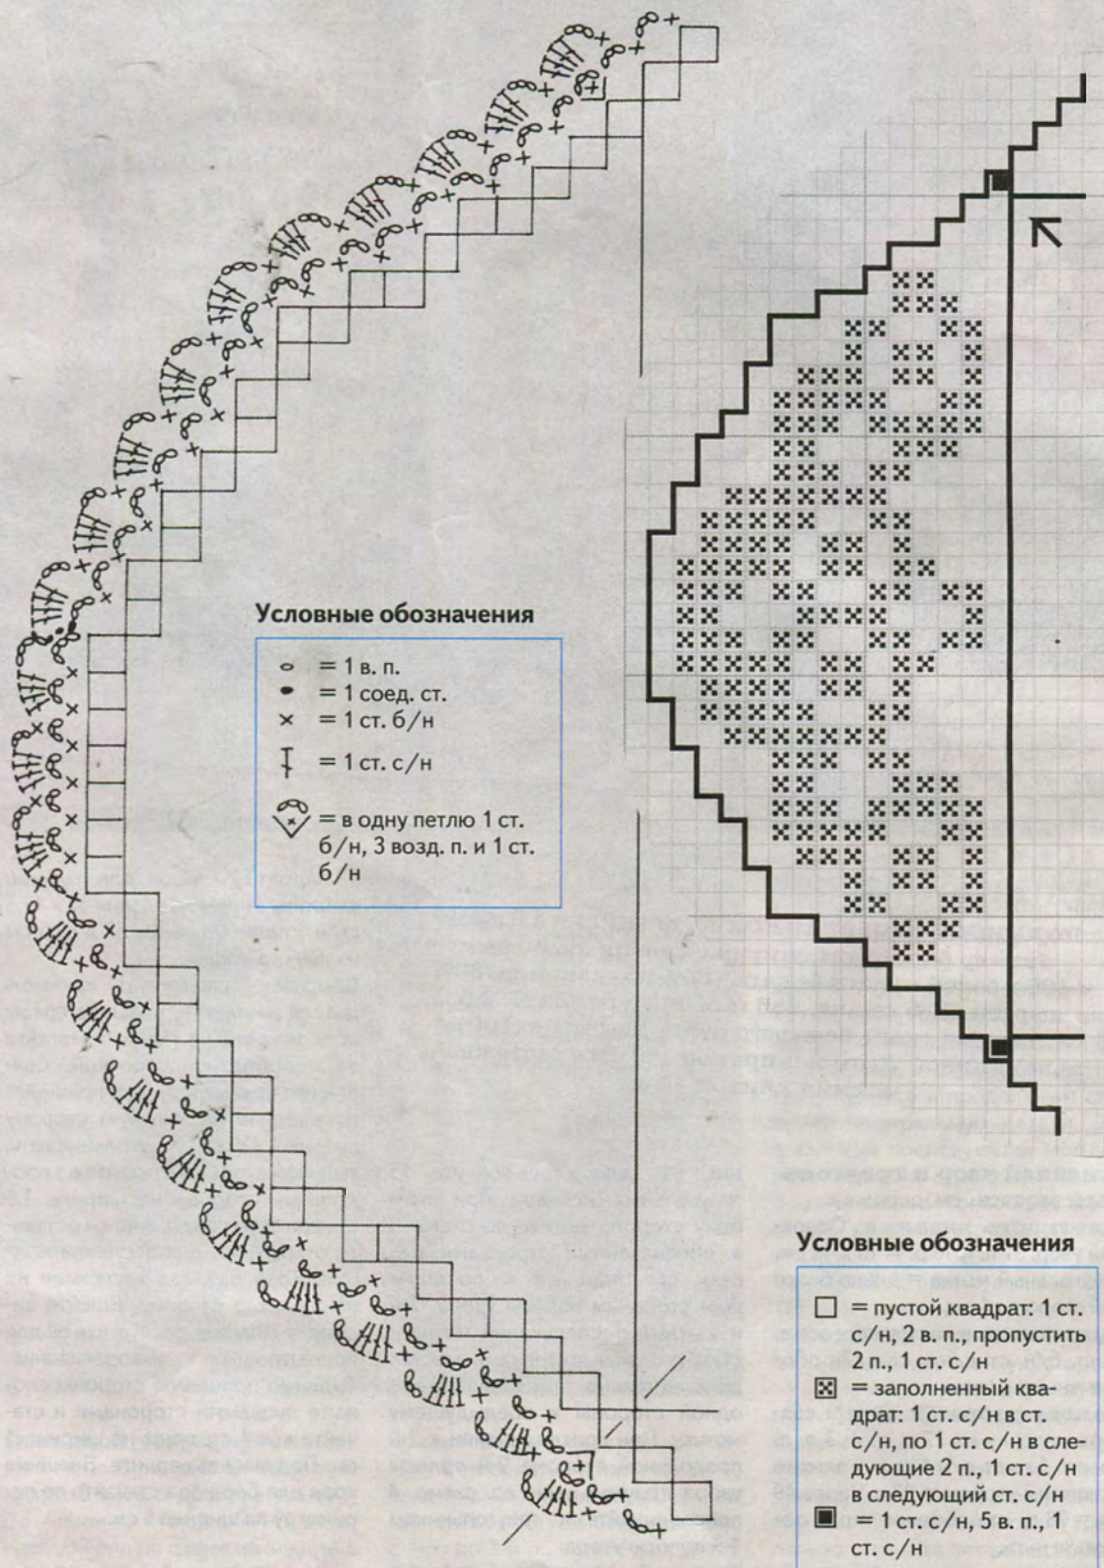 Условные обозначения
= 1 в. п.
= 1 соед. ст.
= 1 ст. б/н
= 1 ст. с/н
= в одну петлю 1 ст.
б/н, 3 возд. п. и 1 ст.
б/н
Условные обозначения
= пустой квадрат: 1 ст.
с/н, 2 в. п., пропустить
2 п., 1 ст. с/н
= заполненный ква-
драт: 1 ст. с/н в ст.
с/н, по 1 ст. с/н в сле-
дующие 2 п., 1 ст. с/н
в следующий ст. с/н
= 1 ст. с/н, 5 в. п., 1
ст. с/н